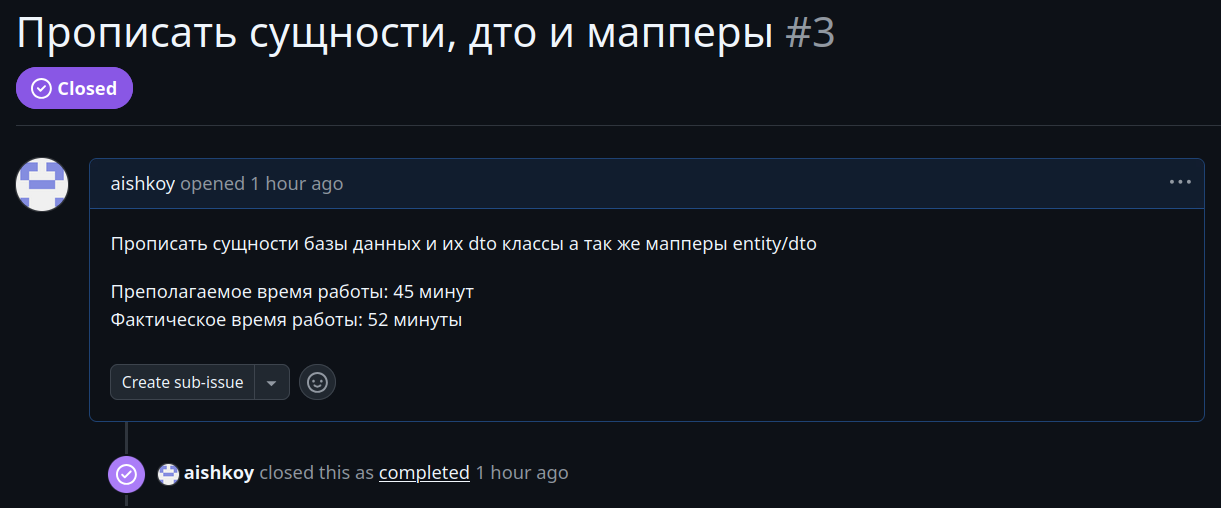 Прописать сущности, дто и мапперы #3
Closed
aishkoy opened 1 hour ago
Прописать сущности базы данных и их dto классы а так же мапперы entity/dto
Преполагаемое время работы: 45 минут
Фактическое время работы: 52 минуты
Create sub-issue
aishkoy closed this as completed 1 hour ago